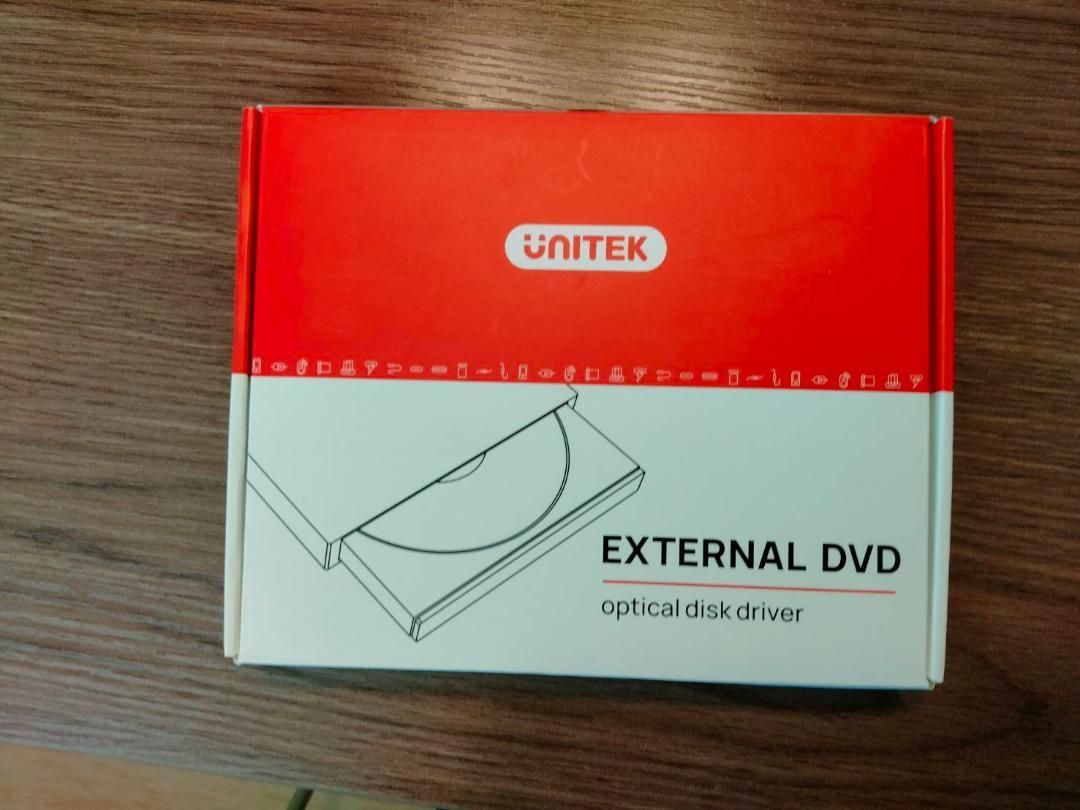 UNITEK
EXTERNAL DVD
optical disk driver